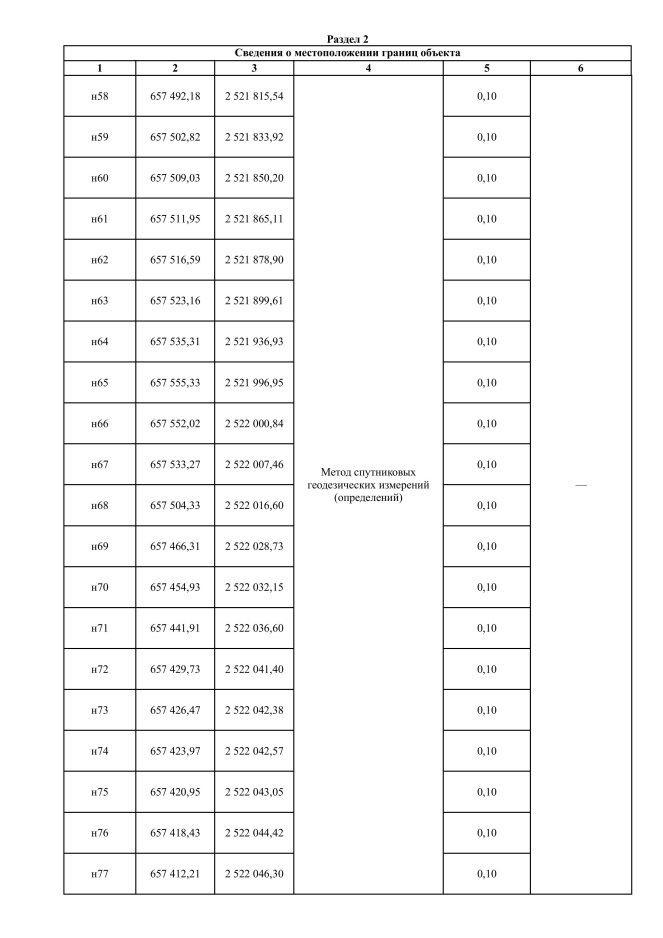 Раздел 2
Сведения о местоположении границ объекта
1 2 3 4 5 6
н58 657 492,18 2 521 815,54 0,10
н59 657 502,82 2 521 833,92 0,10
н60 657 509,03 2 521 850,20 0,10
н61 657 511,95 2 521 865,11 0,10
н62 657 516,59 2 521 878,90 0,10
н63 657 523,16 2 521 899,61 0,10
н64 657 535,31 2 521 936,93 0,10
н65 657 555,33 2 521 996,95 0,10
н66 657 552,02 2 522 000,84 0,10
н67 657 533,27 2 522 007,46 0,10
Метод спутниковых
геодезических измерений
(определений)
—
н68 657 504,33 2 522 016,60 0,10
н69 657 466,31 2 522 028,73 0,10
н70 657 454,93 2 522 032,15 0,10
н71 657 441,91 2 522 036,60 0,10
н72 657 429,73 2 522 041,40 0,10
н73 657 426,47 2 522 042,38 0,10
н74 657 423,97 2 522 042,57 0,10
н75 657 420,95 2 522 043,05 0,10
н76 657 418,43 2 522 044,42 0,10
н77 657 412,21 2 522 046,30 0,10